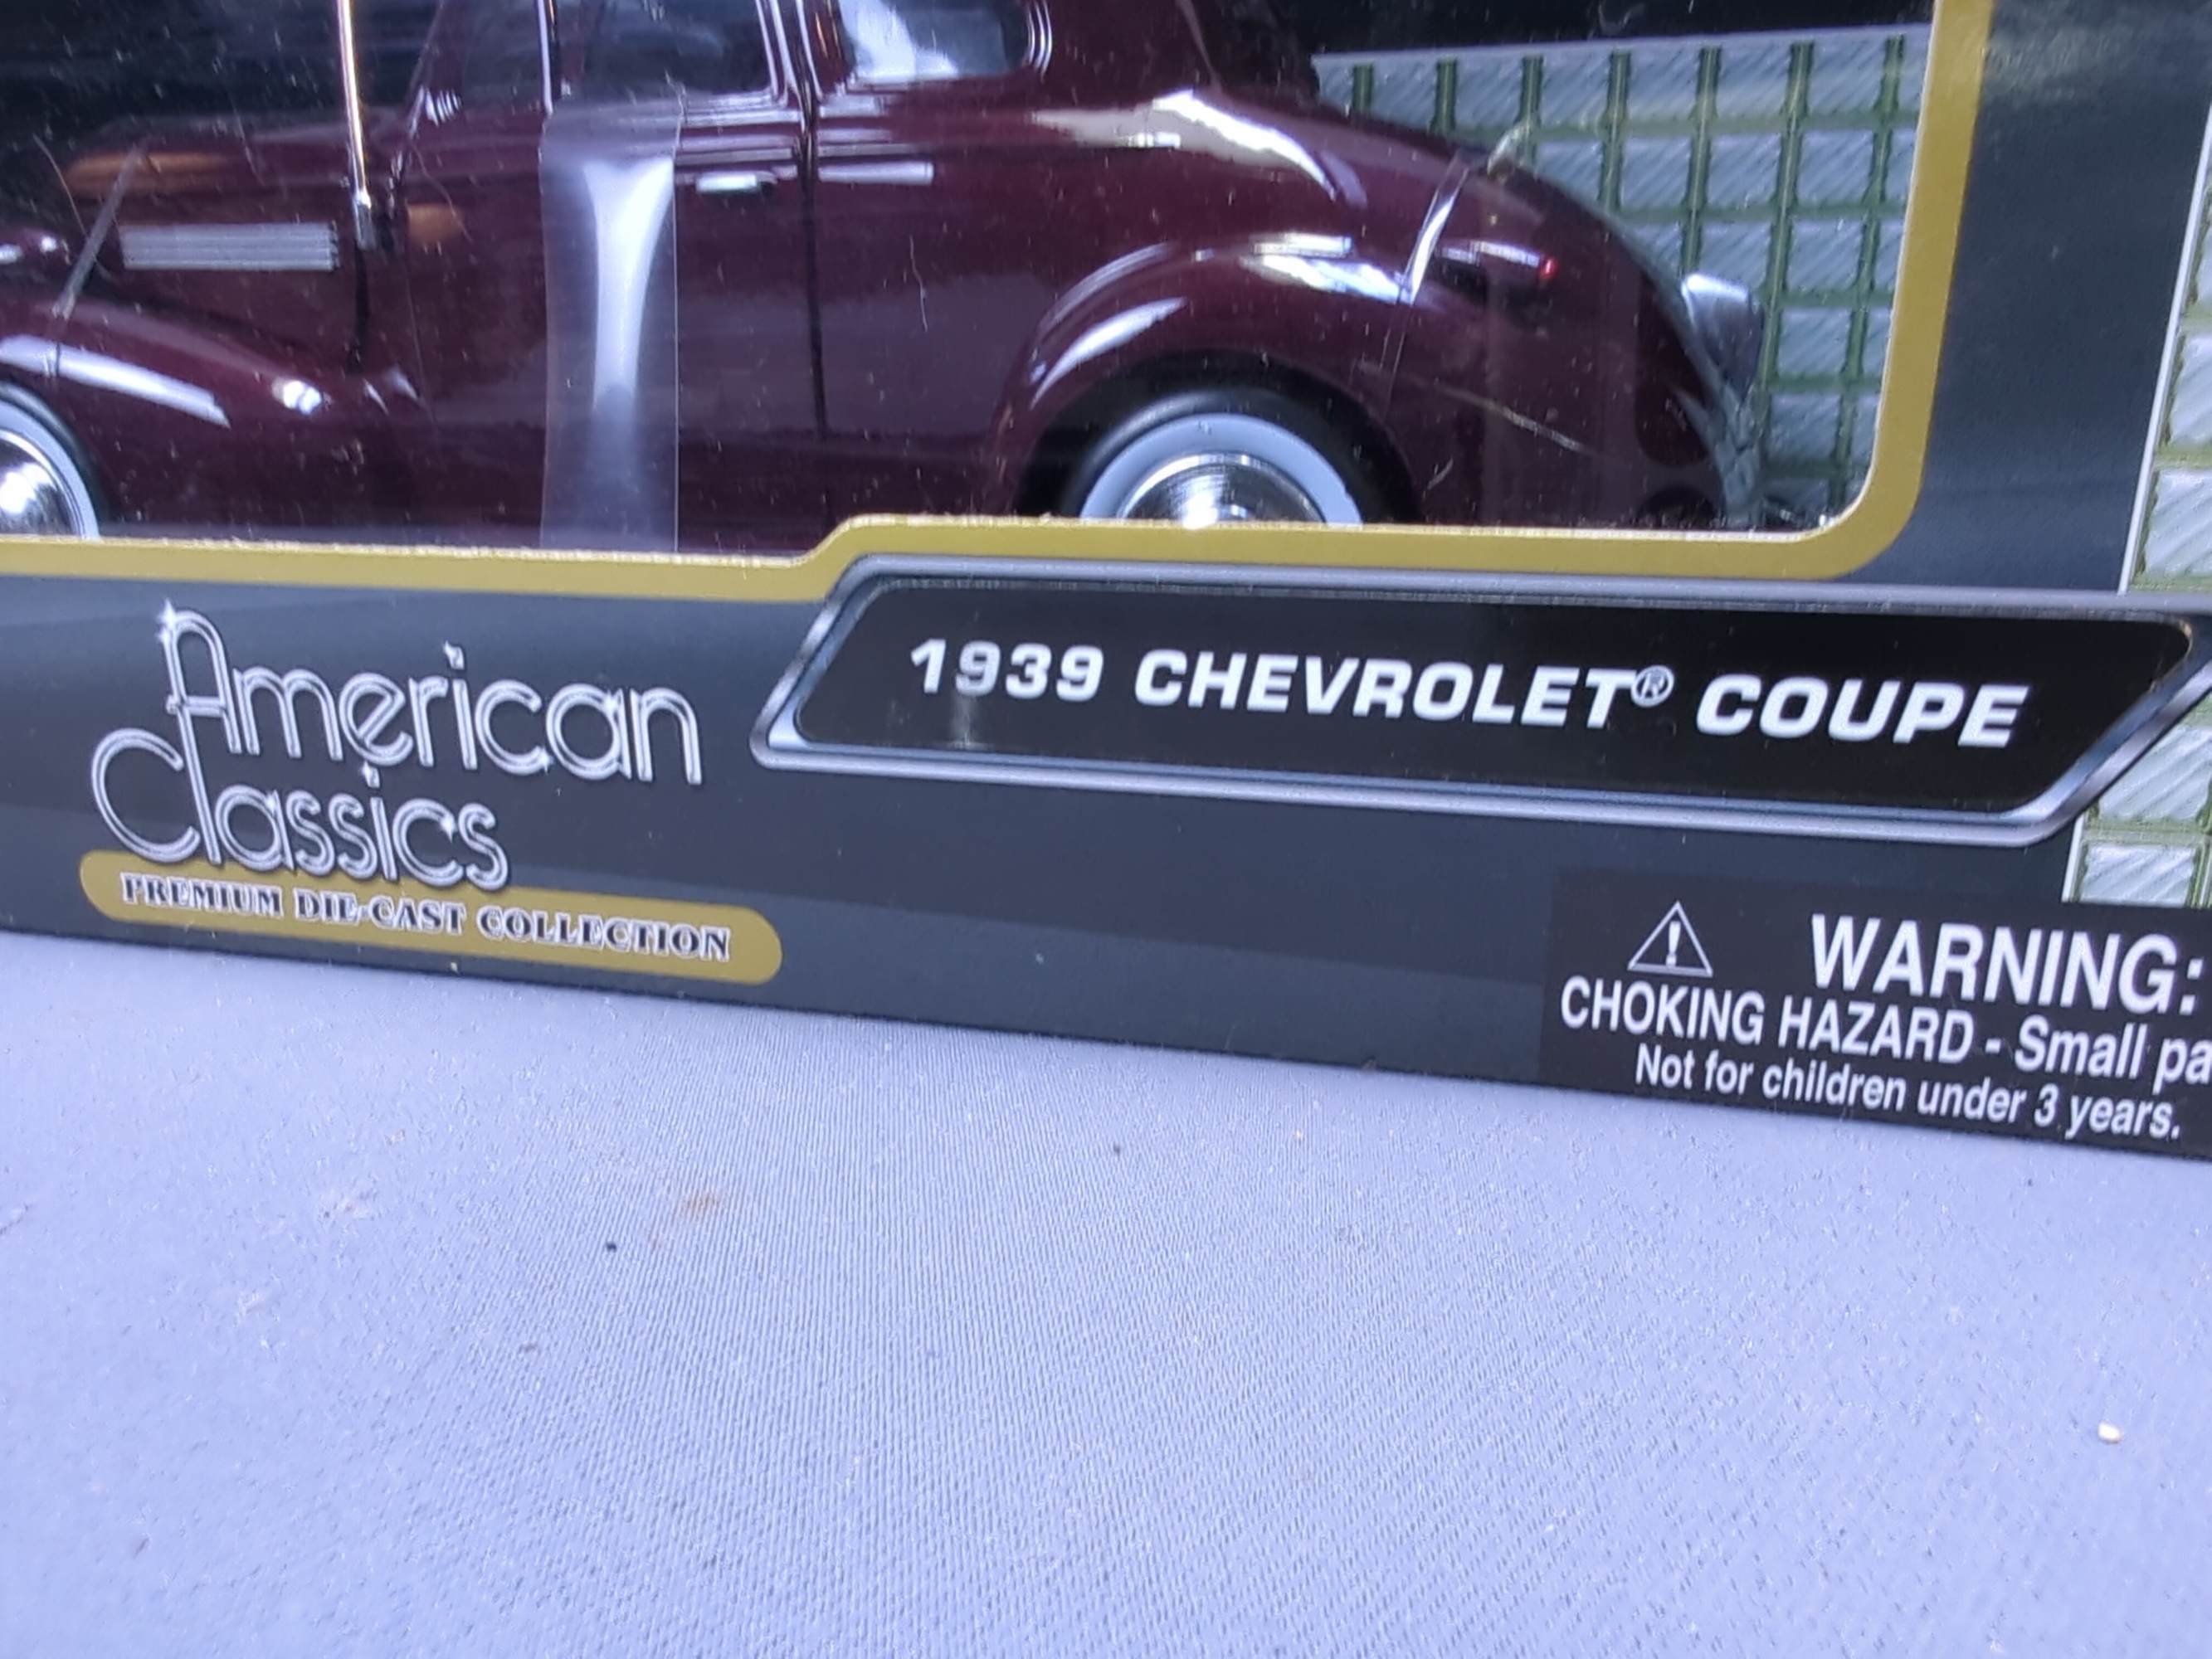 1939 CHEVROLET® COUPE
American
Classics
PREMIUM DIE-CAST COLLECTION
WARNING:
CHOKING HAZARD - Small pa
Not for children under 3 years.